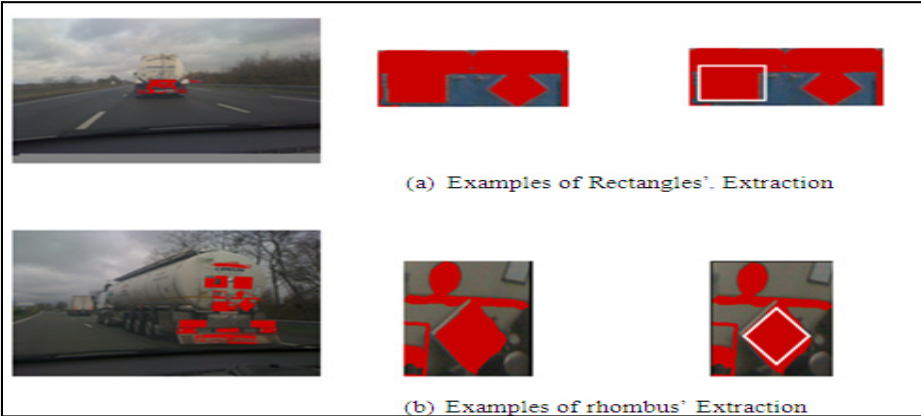 (a) Examples of Rectangles'. Extraction
(b) Examples of rhombus' Extraction